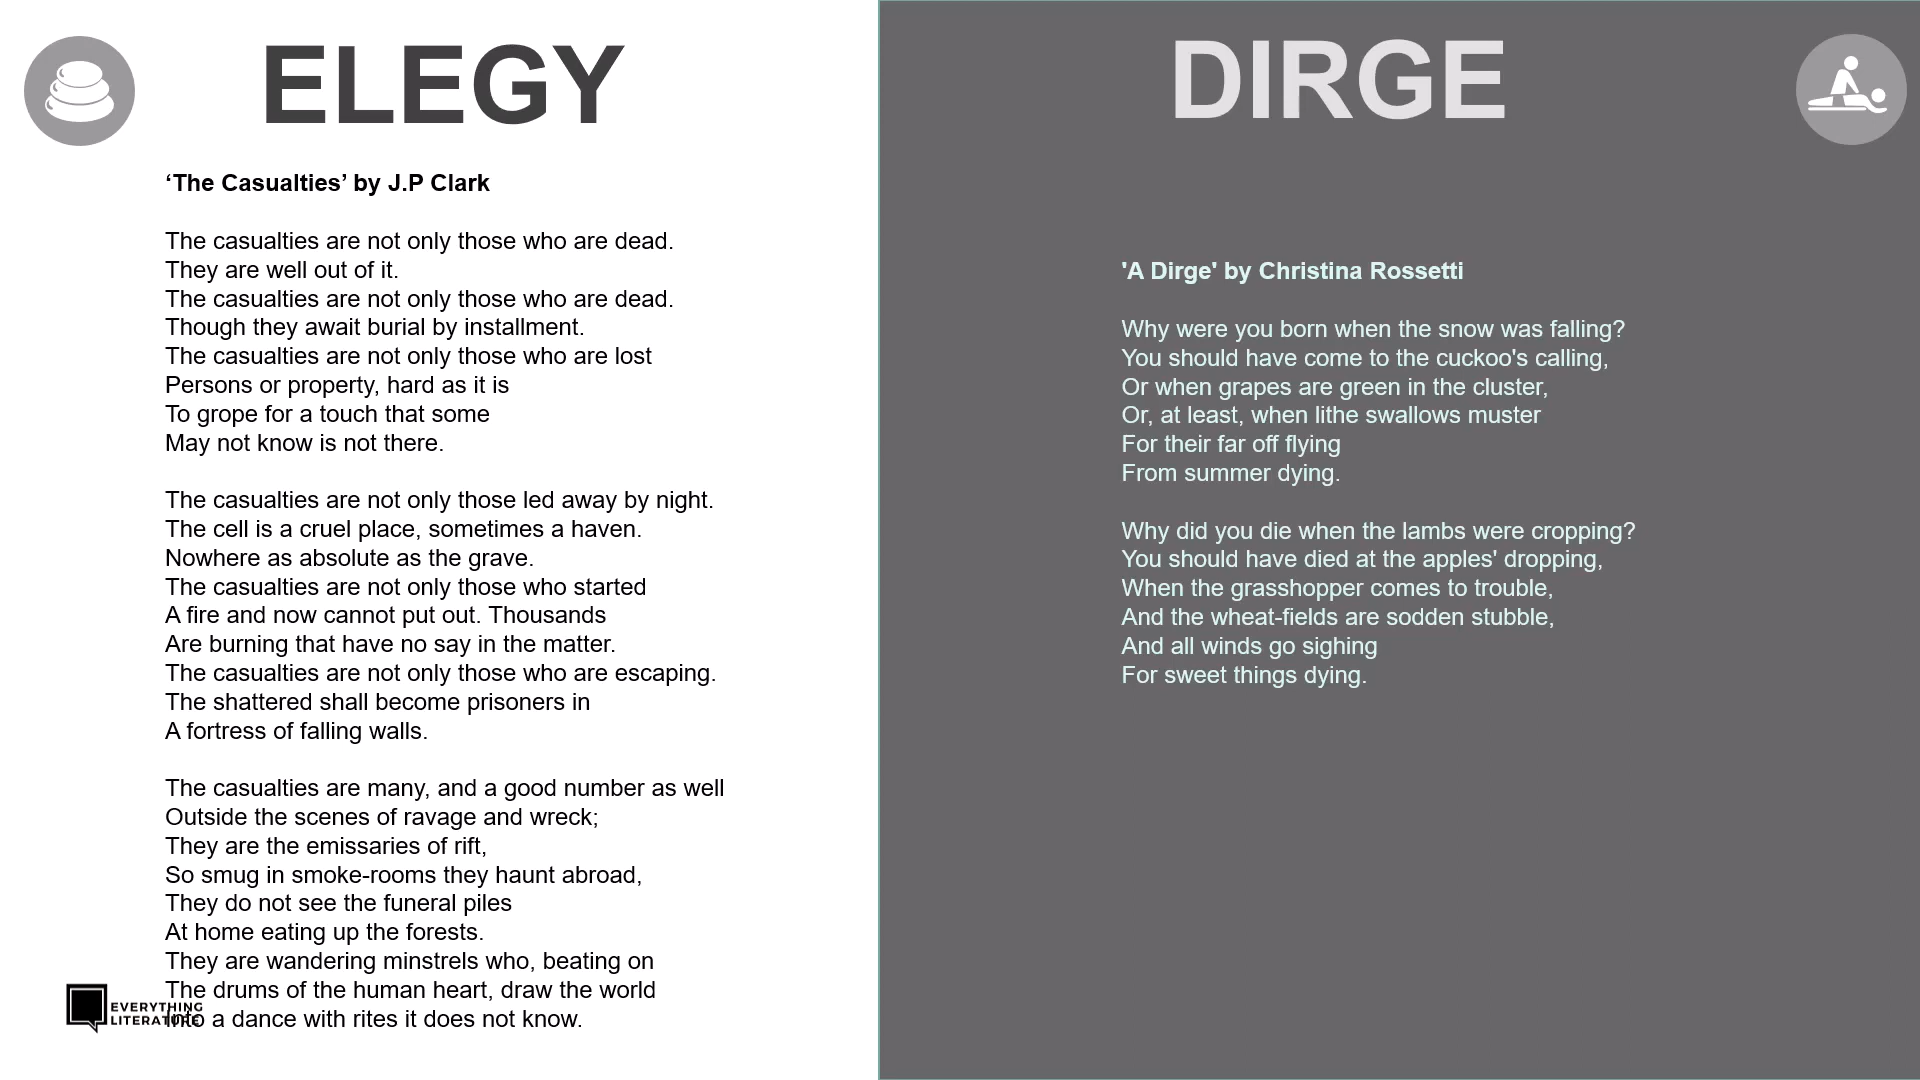 ELEGY
‘The Casualties’ by J.P Clark
The casualties are not only those who are dead.
They are well out of it.
The casualties are not only those who are dead.
Though they await burial by installment.
The casualties are not only those who are lost
Persons or property, hard as it is
To grope for a touch that some
May not know is not there.
The casualties are not only those led away by night.
The cell is a cruel place, sometimes a haven.
Nowhere as absolute as the grave.
The casualties are not only those who started
A fire and now cannot put out. Thousands
Are burning that have no say in the matter.
The casualties are not only those who are escaping.
The shattered shall become prisoners in
A fortress of falling walls.
The casualties are many, and a good number as well
Outside the scenes of ravage and wreck;
They are the emissaries of rift,
So smug in smoke-rooms they haunt abroad,
They do not see the funeral piles
At home eating up the forests.
They are wandering minstrels who, beating on
The drums of the human heart, draw the world
Into a dance with rites it does not know.
EVERYTHING
LITERATURE
DIRGE
'A Dirge' by Christina Rossetti
Why were you born when the snow was falling?
You should have come to the cuckoo's calling,
Or when grapes are green in the cluster,
Or, at least, when lithe swallows muster
For their far off flying
From summer dying.
Why did you die when the lambs were cropping?
You should have died at the apples' dropping,
When the grasshopper comes to trouble,
And the wheat-fields are sodden stubble,
And all winds go sighing
For sweet things dying.